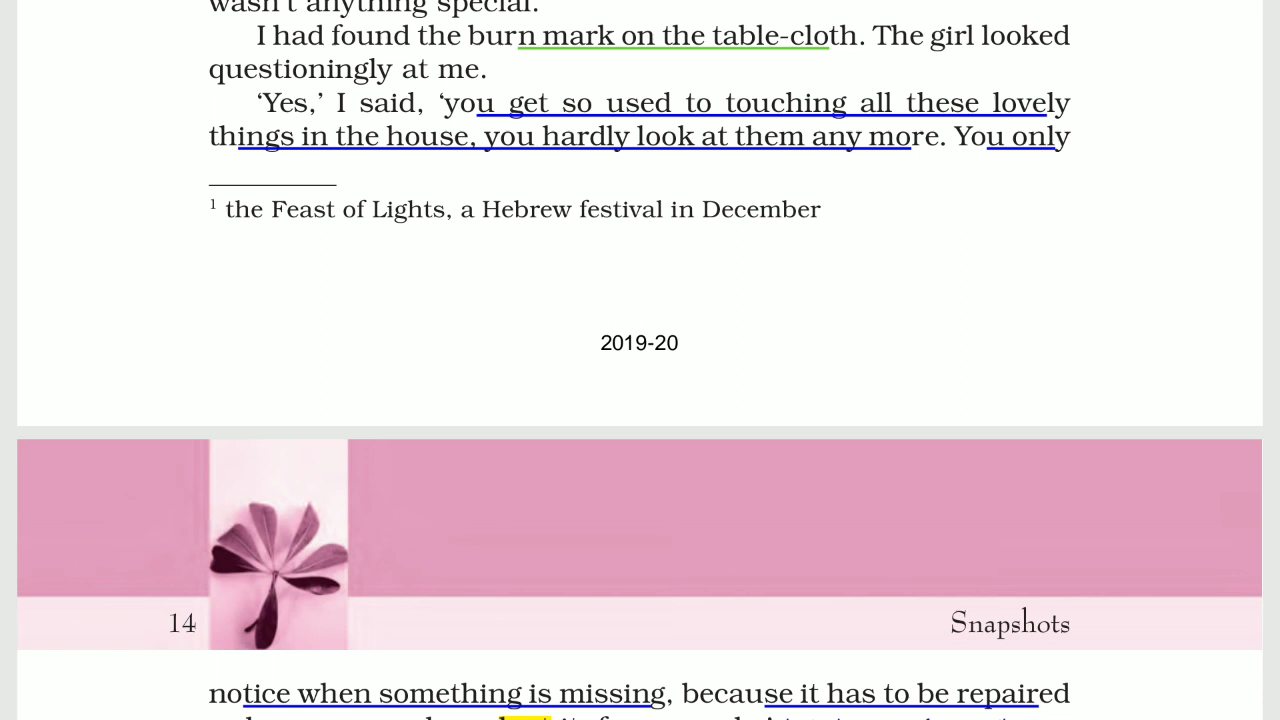 wasn't anything special.
I had found the burn mark on the table-cloth. The girl looked
questioningly at me.
‘Yes,’ I said, ‘you get so used to touching all these lovely
things in the house, you hardly look at them any more. You only
1 the Feast of Lights, a Hebrew festival in December
2019-20
14
Snapshots
notice when something is missing, because it has to be repaired